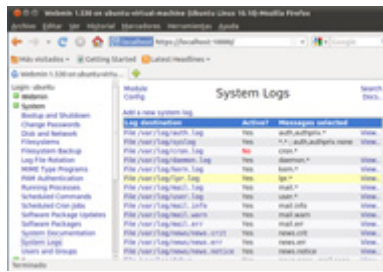 Webmin 1.530 on ubuntu-virtual-machine (Ubuntu Linux 10.10)-Mozilla Firefox
Archivo Editar Ver Historial Marcadores Herramientas Ayuda
localhost https://localhost:10000/
Google
Más visitados Getting Started Latest Headlines
Webmin 1.530 on ubuntu-virtu...
Login: ubuntu
Webmin
System
Bootup and Shutdown
Change Passwords
Disk and Network
Filesystems
Filesystem Backup
Log File Rotation
MIME Type Programs
PAM Authentication
Running Processes
Scheduled Commands
Scheduled Cron Jobs
Software Package Updates
Software Packages
System Documentation
System Logs
Users and Groups
Module
Config.
System Logs
Search
Docs..
Add a new system log.
Log destination Active? Messages selected
File /var/log/auth.log Yes auth,authpriv.* View..
File /var/log/syslog Yes *.*; auth,authpriv.none View..
File /var/log/cron.log No cron.*
File /var/log/daemon.log Yes daemon.* View..
File /var/log/kern.log Yes kern.* View..
File /var/log/lpr.log Yes lpr.* View..
File /var/log/mail.log Yes mail.* View..
File /var/log/user.log Yes user.* View..
File /var/log/mail.info Yes mail.info View..
File /var/log/mail.warn Yes mail.warn View..
File /var/log/mail.err Yes mail.err View..
File /var/log/news/news.crit Yes news.crit View..
File /var/log/news/news.err Yes news.err View..
File /var/log/news/news.notice Yes news.notice View..
Terminado